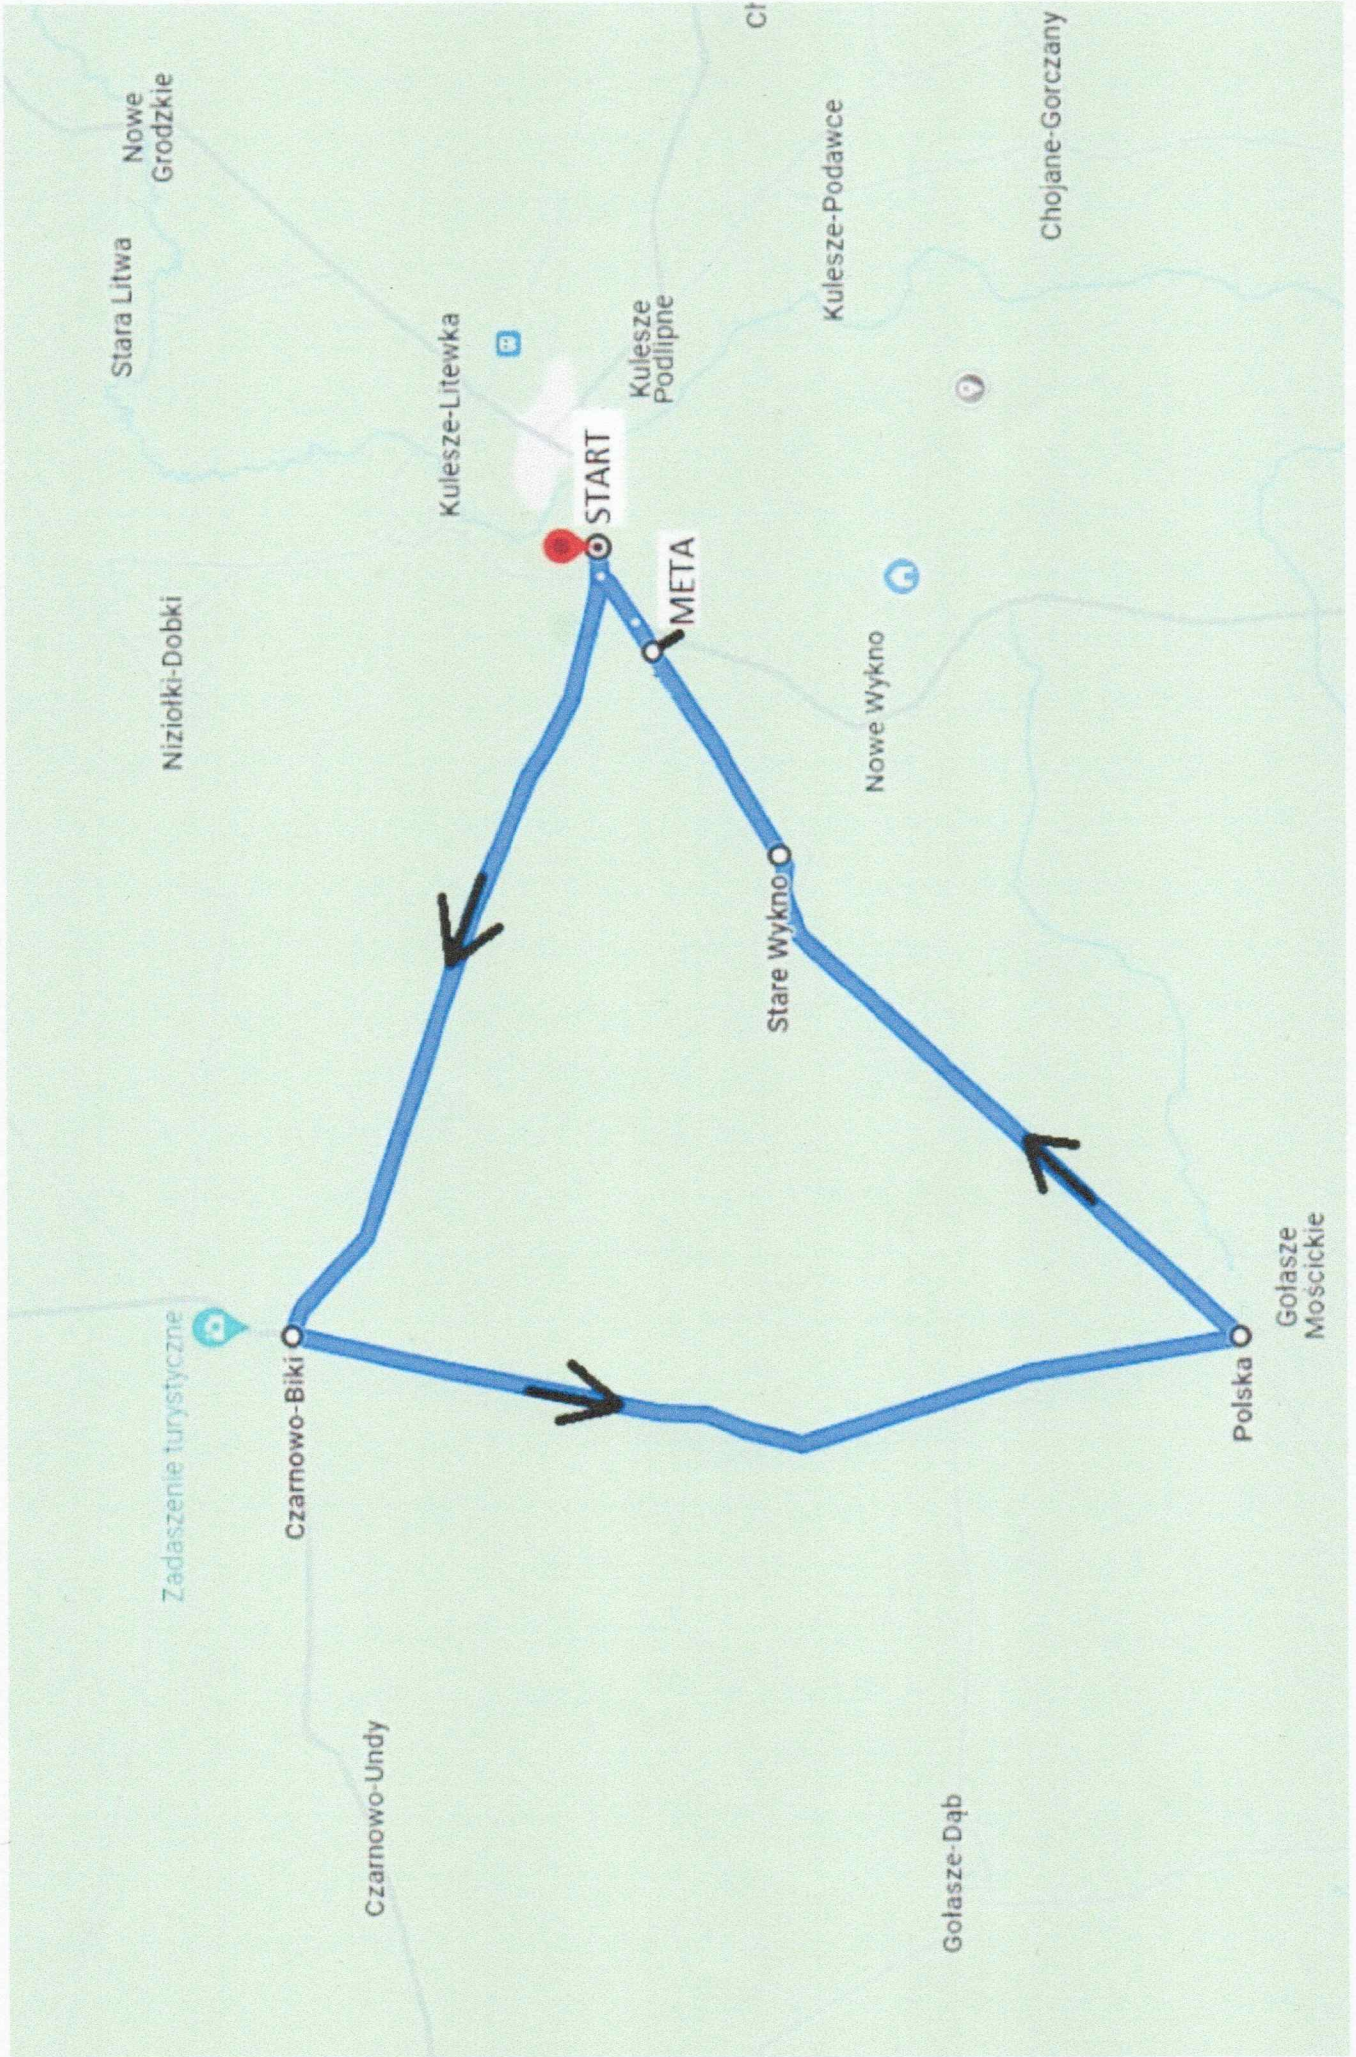 Zadaszenie turystyczne
Niziołki-Dobki
Stara Litwa
Nowe
Grodzkie
Czarnowo-Biki
Kulesze-Litewka
Czarnowo-Undy
START
META
Kulesze
Podlipne
Stare Wykno
Kulesze-Podawce
Nowe Wykno
Gołasze-Dąb
Chojane-Gorczany
Polska
Gołasze
Mościckie